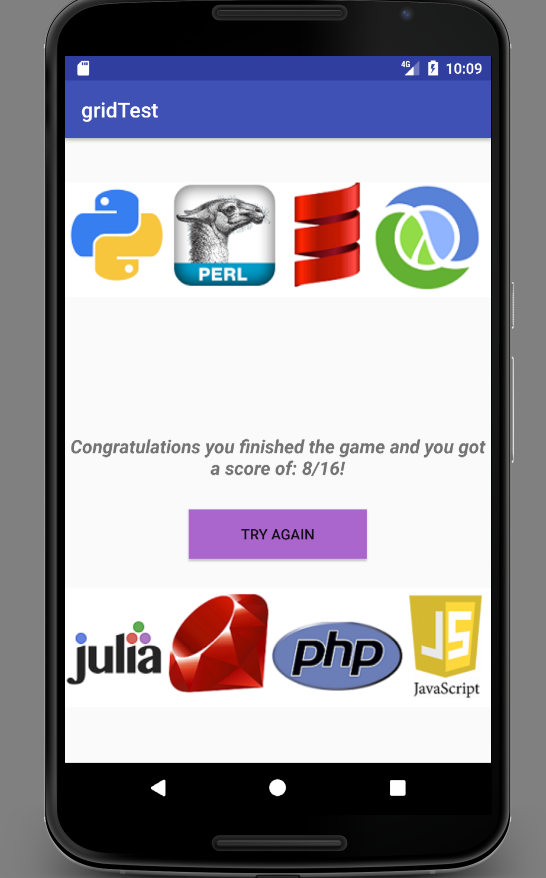 4G 10:09
gridTest
PERL
Congratulations you finished the game and you got
a score of: 8/16!
TRY AGAIN
julia
php
JS
JavaScript